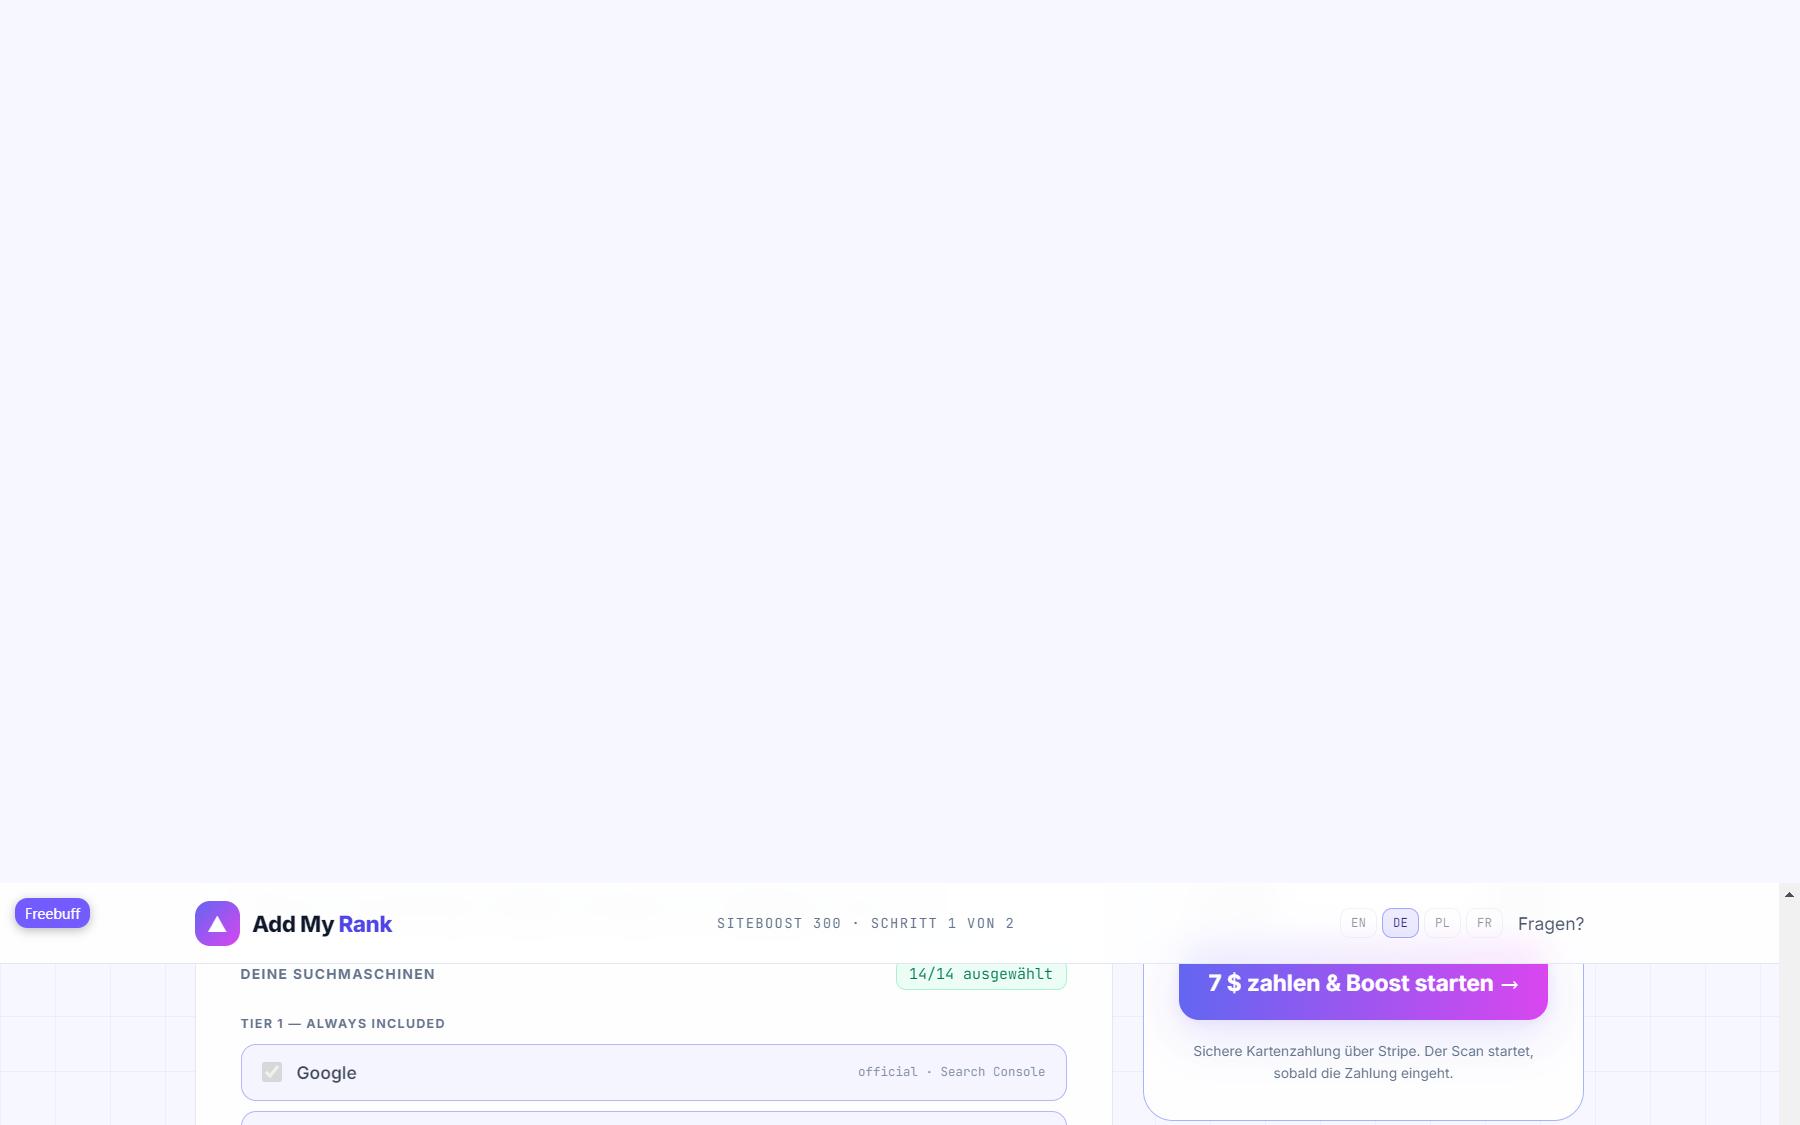 Freebuff
Add My Rank
SITEBOOST 300 · SCHRITT 1 VON 2
EN DE PL FR Fragen?
DEINE SUCHMASCHINEN
14/14 ausgewählt
TIER 1 — ALWAYS INCLUDED
Google
official · Search Console
7 $ zahlen & Boost starten →
Sichere Kartenzahlung über Stripe. Der Scan startet,
sobald die Zahlung eingeht.